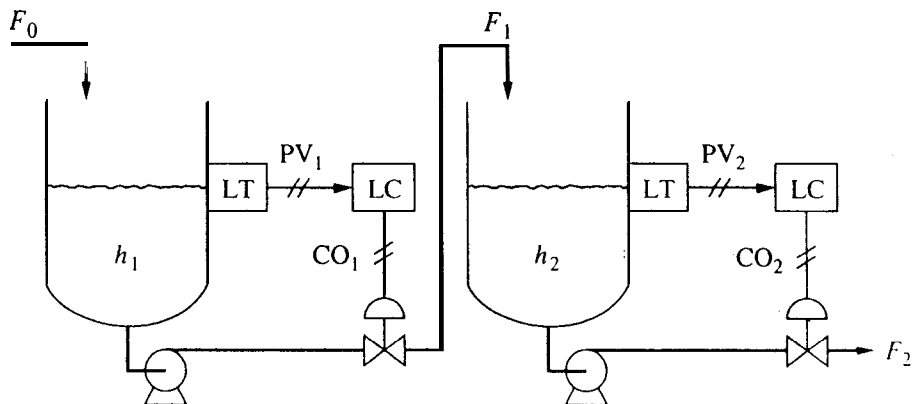 F₀
F₁
LT
PV₁
LC
LT
PV₂
LC
h₁
CO₁
h₂
CO₂
F₂